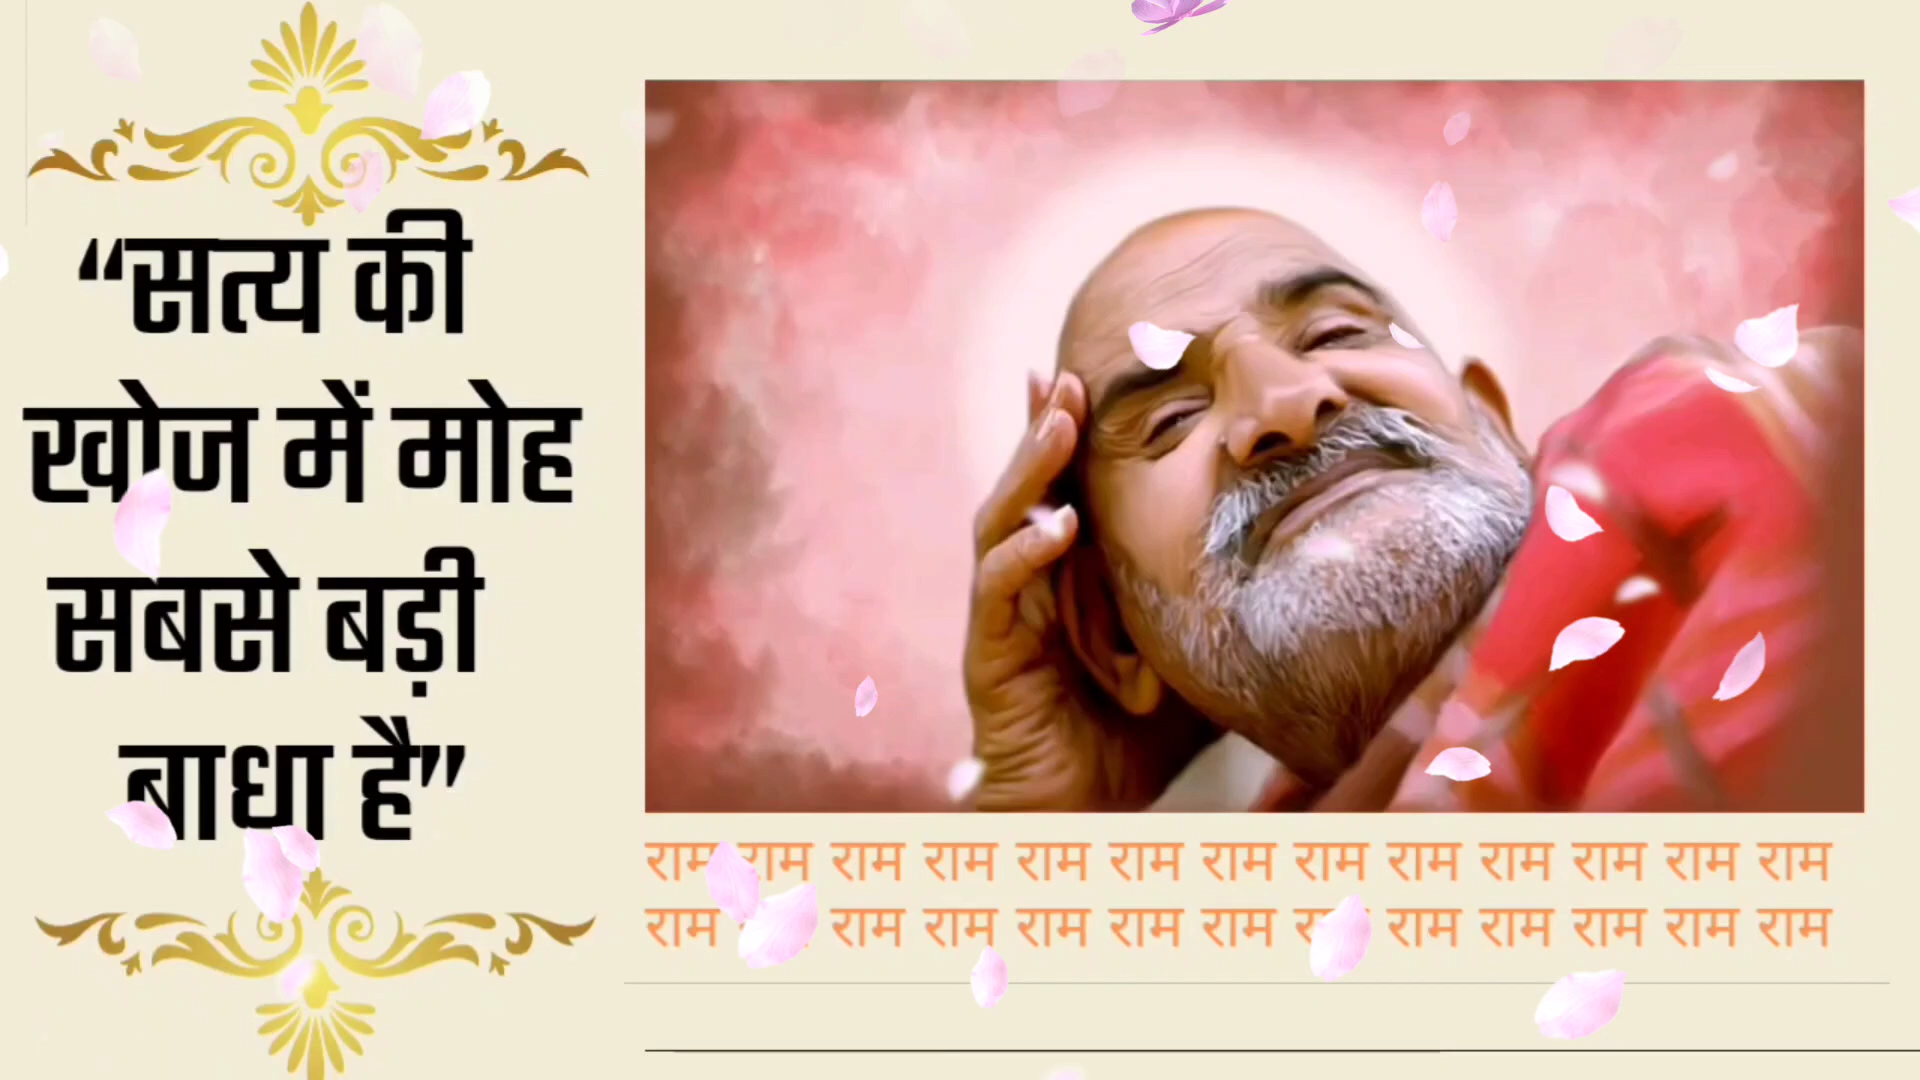 “सत्य की
खोज में मोह
सबसे बड़ी
बाधा है”
राम राम राम राम राम राम राम राम राम राम राम राम राम
राम राम राम राम राम राम राम राम राम राम राम राम